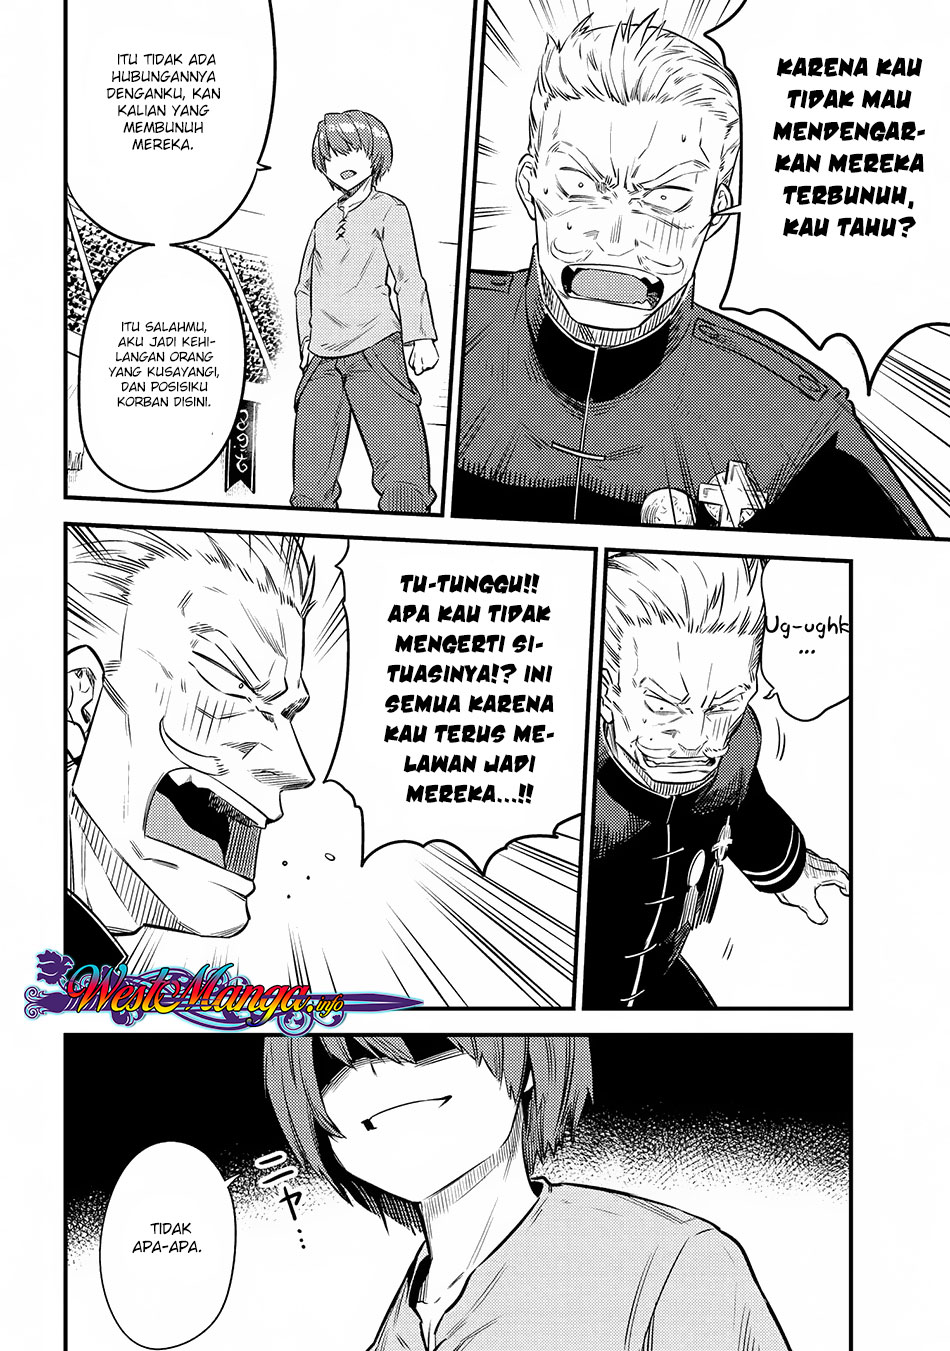 KARENA KAU
TIDAK MAU
MENDENGAR-
KAN MEREKA
TERBUNUH,
KAU TAHU?
ITU TIDAK ADA
HUBUNGANNYA
DENGANKU, KAN
KALIAN YANG
MEMBUNUH
MEREKA.
ITU SALAHMU,
AKU JADI KEHI-
LANGAN ORANG
YANG KUSAYANGI,
DAN POSISIKU
KORBAN DISINI.
Ug-ughk
...
TU-TUNGGU!!
APA KAU TIDAK
MENGERTI SI-
TUASINYA!? INI
SEMUA KARENA
KAU TERUS ME-
LAWAN JADI
MEREKA...!!
WestManga.info
ニヤ...
TIDAK
APA-APA.